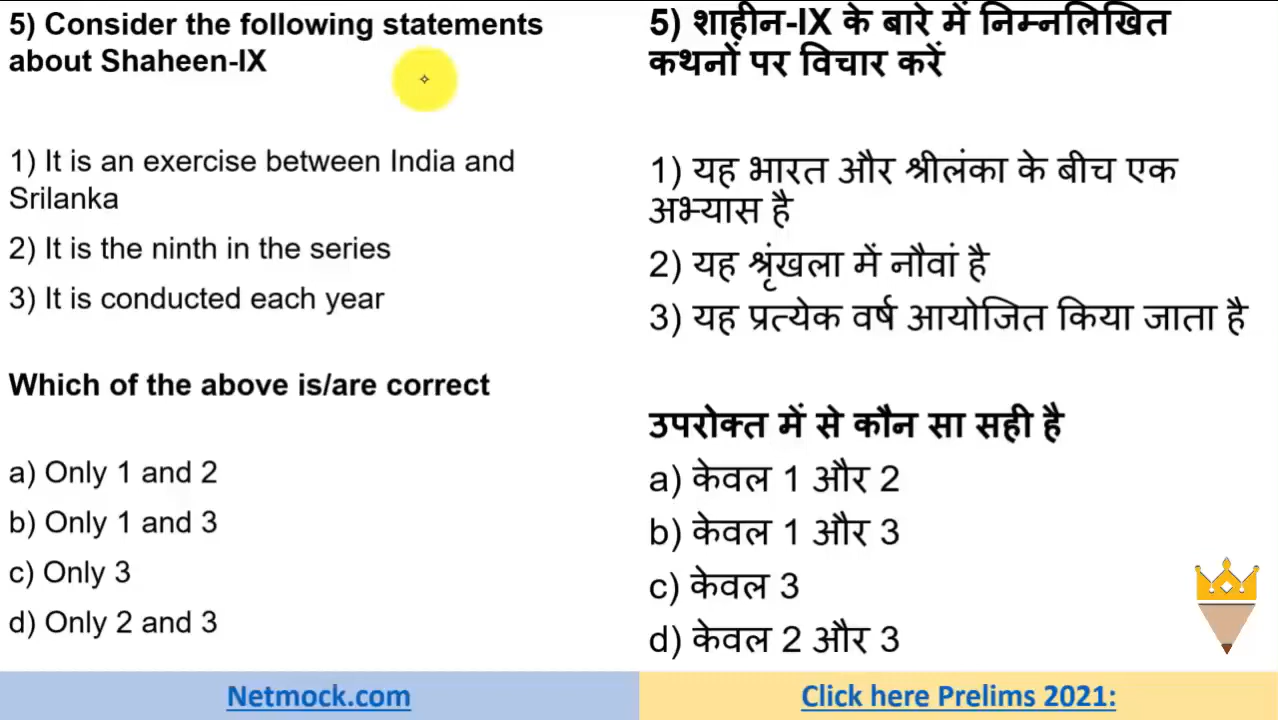 5) Consider the following statements
about Shaheen-IX
1) It is an exercise between India and
Srilanka
2) It is the ninth in the series
3) It is conducted each year
Which of the above is/are correct
a) Only 1 and 2
b) Only 1 and 3
c) Only 3
d) Only 2 and 3
5) शाहीन-IX के बारे में निम्नलिखित
कथनों पर विचार करें
1) यह भारत और श्रीलंका के बीच एक
अभ्यास है
2) यह श्रृंखला में नौवां है
3) यह प्रत्येक वर्ष आयोजित किया जाता है
उपरोक्त में से कौन सा सही है
a) केवल 1 और 2
b) केवल 1 और 3
c) केवल 3
d) केवल 2 और 3
Netmock.com
Click here Prelims 2021: